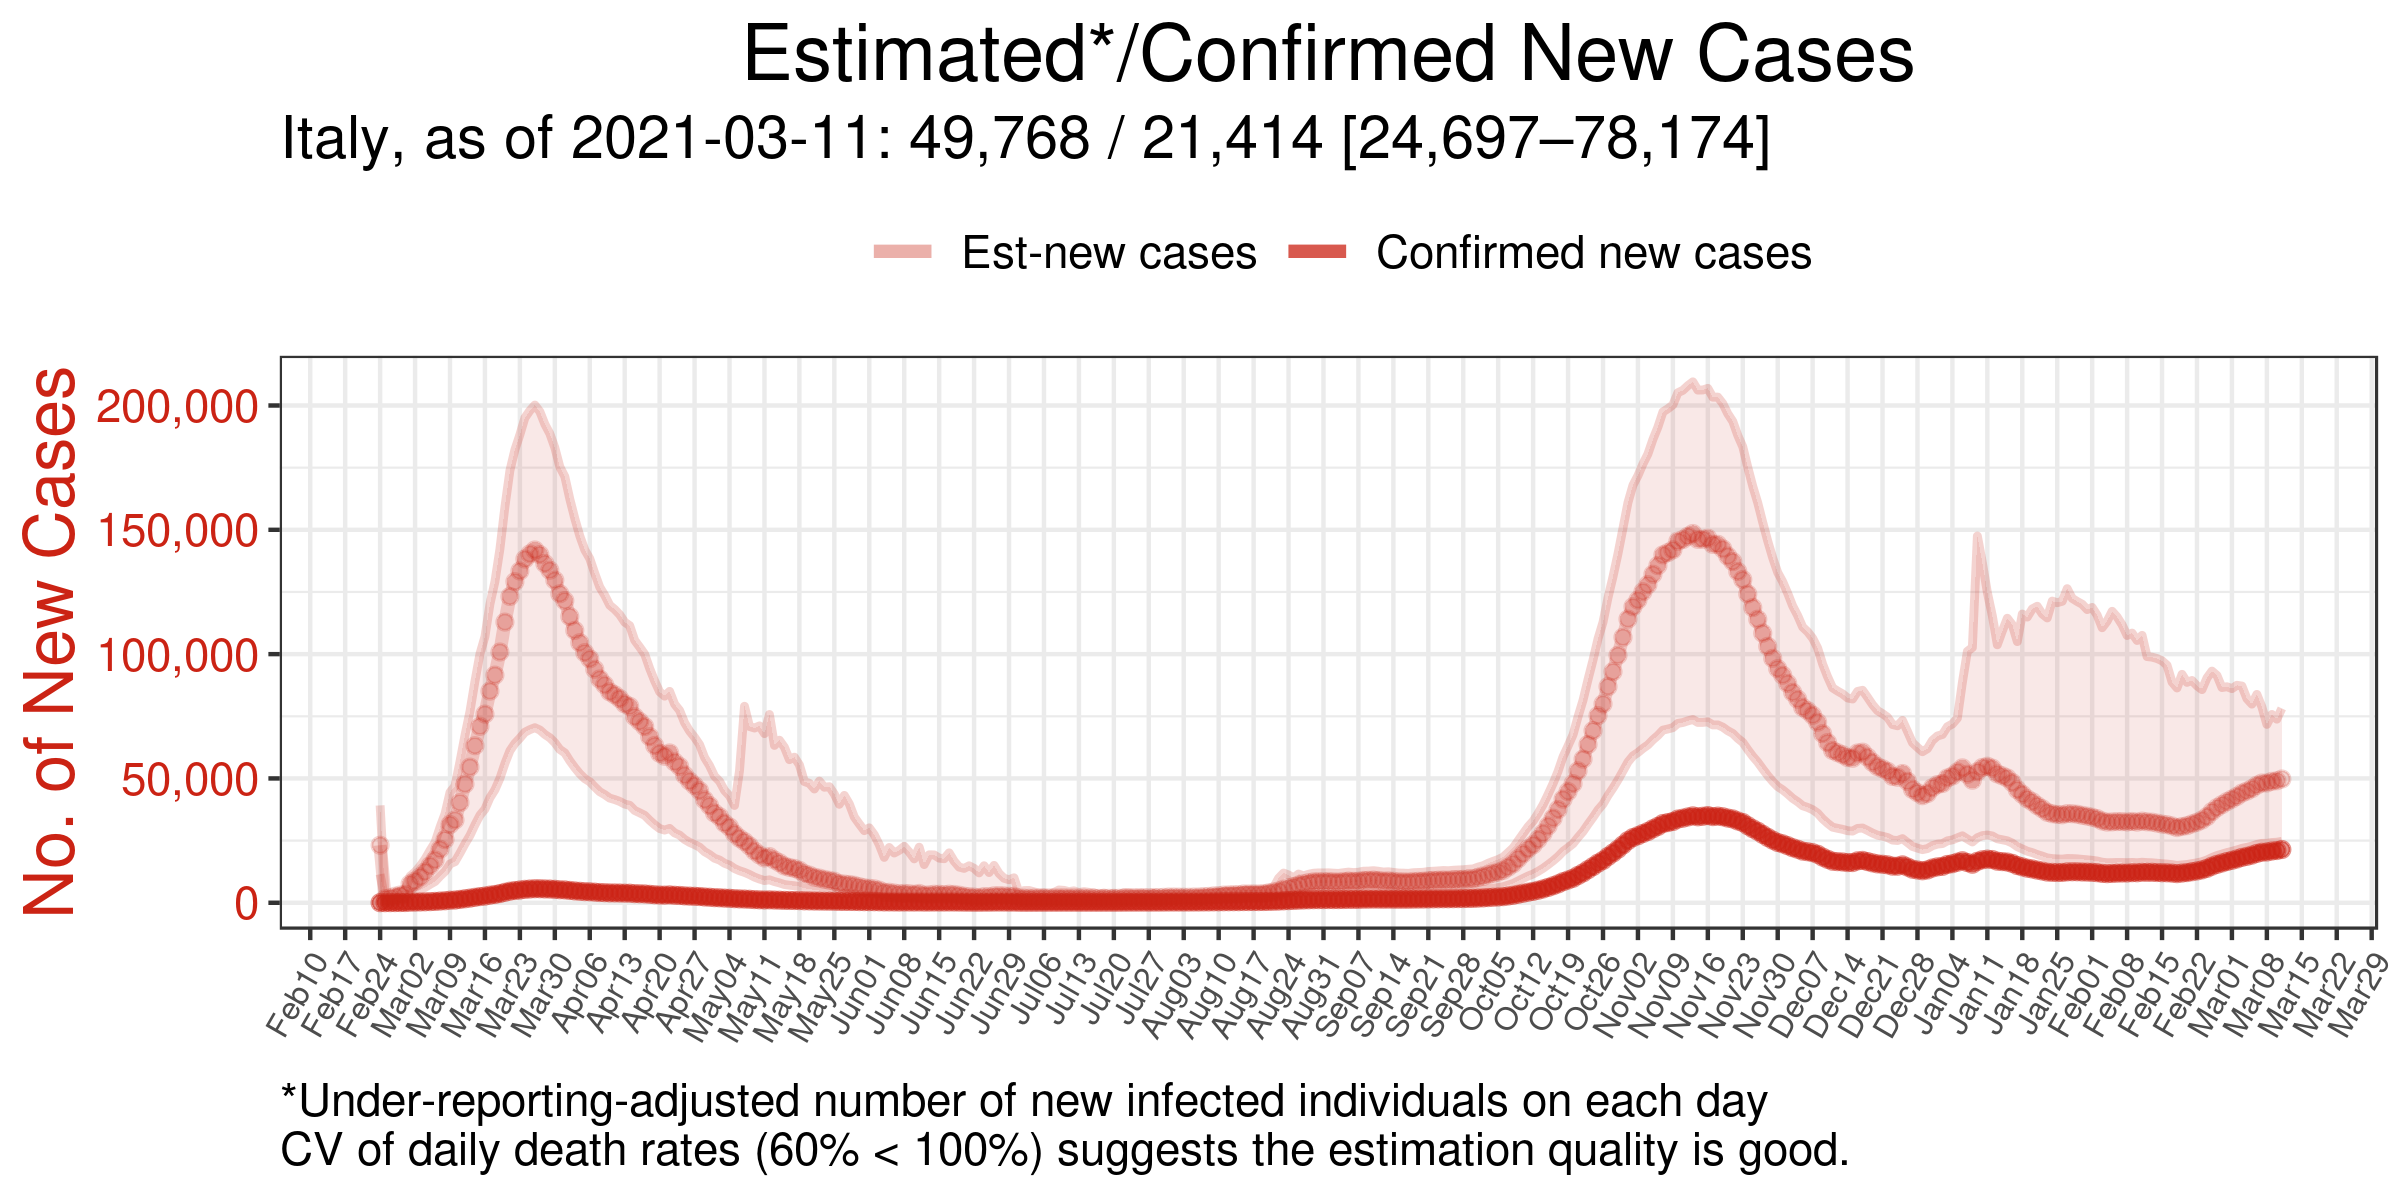 Estimated*/Confirmed New Cases
Italy, as of 2021-03-11: 49,768 / 21,414 [24,697–78,174]
Est-new cases
Confirmed new cases
No. of New Cases
200,000
150,000
100,000
50,000
0
Feb10
Feb17
Feb24
Mar02
Mar09
Mar16
Mar23
Mar30
Apr06
Apr13
Apr20
Apr27
May04
May11
May18
May25
Jun01
Jun08
Jun15
Jun22
Jun29
Jul06
Jul13
Jul20
Jul27
Aug03
Aug10
Aug17
Aug24
Aug31
Sep07
Sep14
Sep21
Sep28
Oct05
Oct12
Oct19
Oct26
Nov02
Nov09
Nov16
Nov23
Nov30
Dec07
Dec14
Dec21
Dec28
Jan04
Jan11
Jan18
Jan25
Feb01
Feb08
Feb15
Feb22
Mar01
Mar08
Mar15
Mar22
Mar29
*Under-reporting-adjusted number of new infected individuals on each day
CV of daily death rates (60% < 100%) suggests the estimation quality is good.